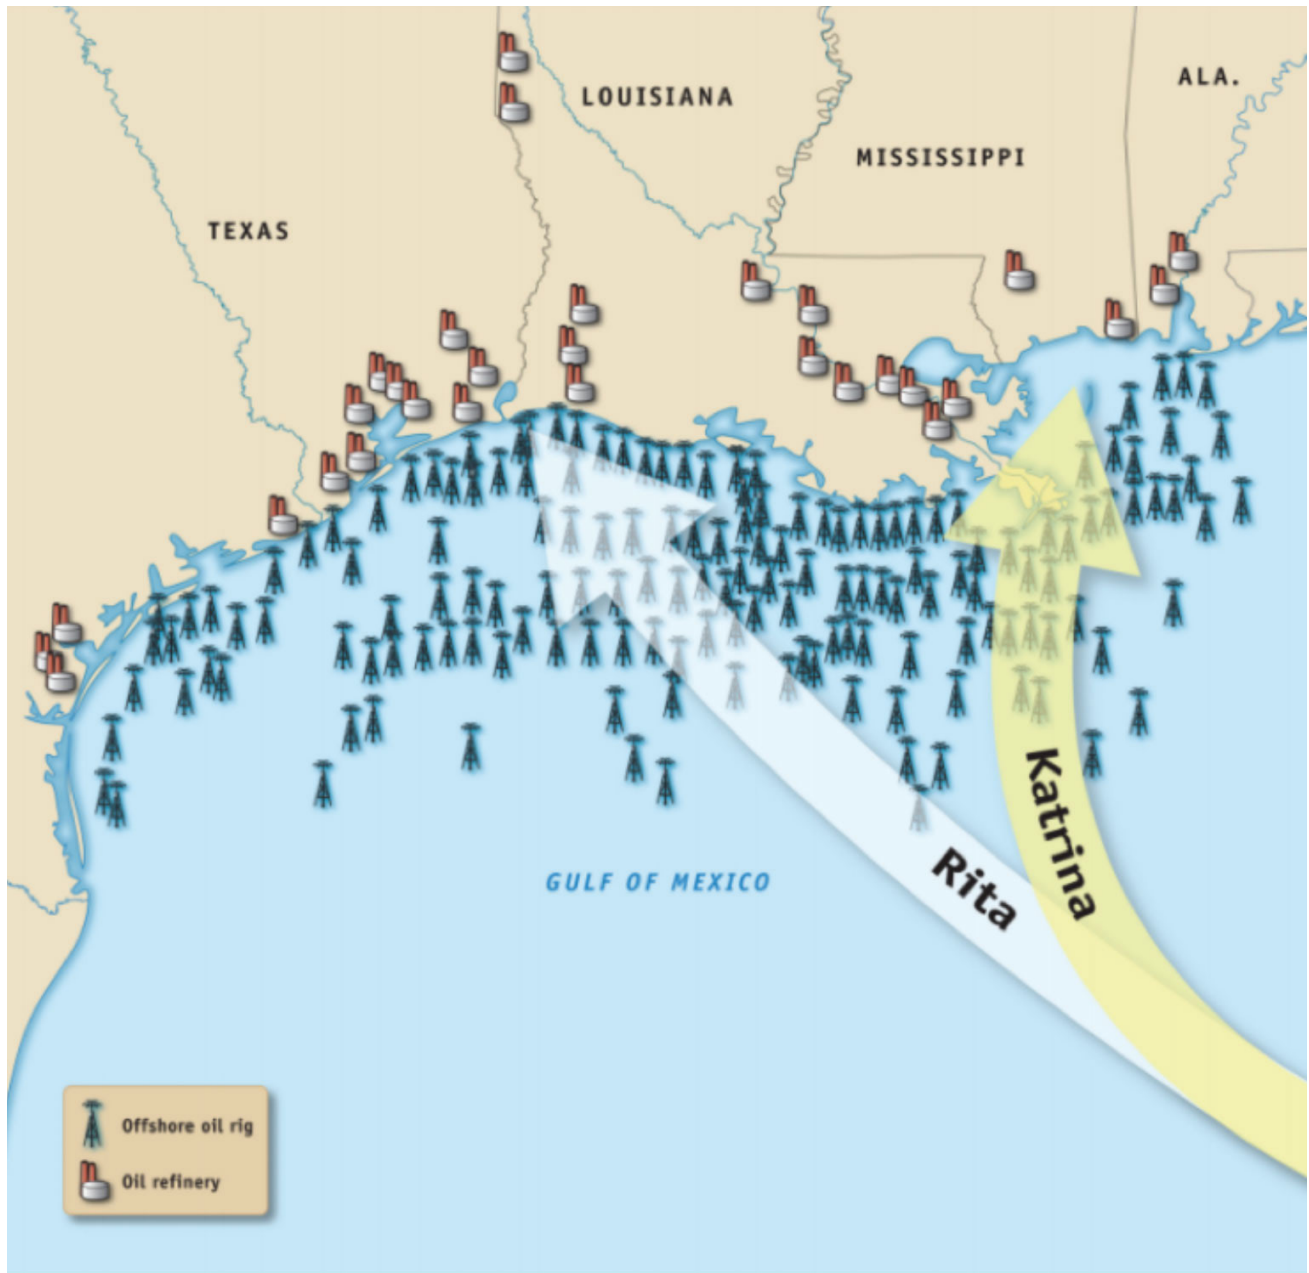 LOUISIANA
ALA.
MISSISSIPPI
TEXAS
Katrina
Rita
GULF OF MEXICO
Offshore oil rig
Oil refinery